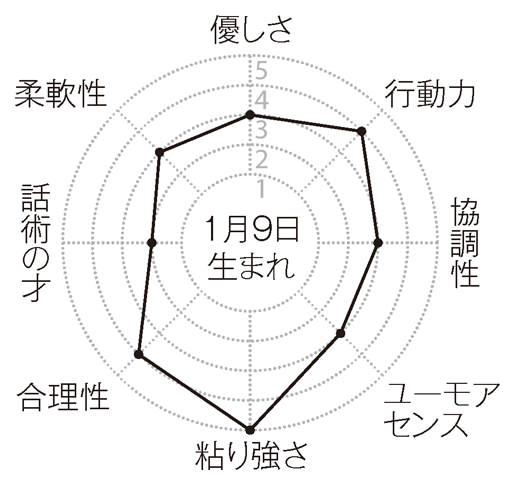 優しさ
行動力
協調性
ユーモア
センス
粘り強さ
合理性
話術の才
柔軟性
5
4
3
2
1
1月9日
生まれ